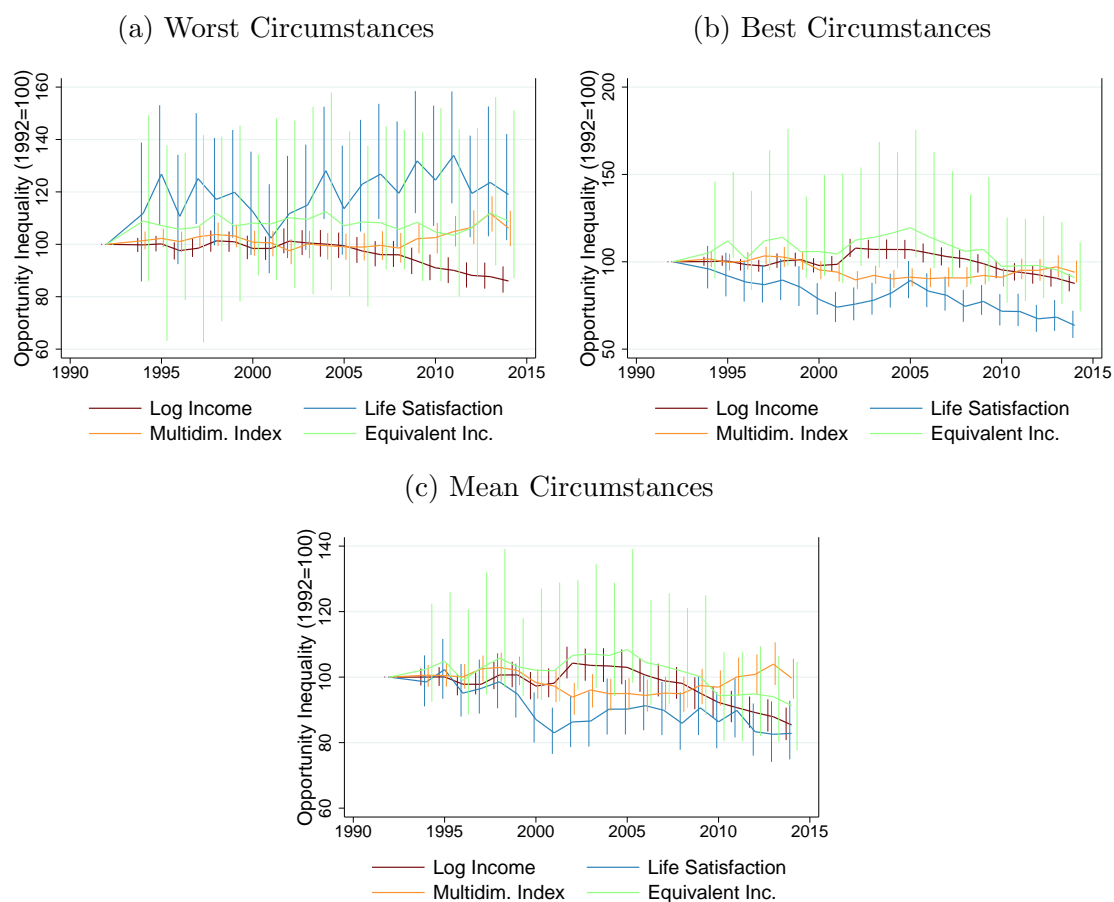 (a) Worst Circumstances
Opportunity Inequality (1992=100)
160
140
120
100
80
60
1990 1995 2000 2005 2010 2015
Log Income Life Satisfaction
Multidim. Index Equivalent Inc.
(b) Best Circumstances
Opportunity Inequality (1992=100)
200
150
100
50
1990 1995 2000 2005 2010 2015
Log Income Life Satisfaction
Multidim. Index Equivalent Inc.
(c) Mean Circumstances
Opportunity Inequality (1992=100)
140
120
100
80
60
1990 1995 2000 2005 2010 2015
Log Income Life Satisfaction
Multidim. Index Equivalent Inc.